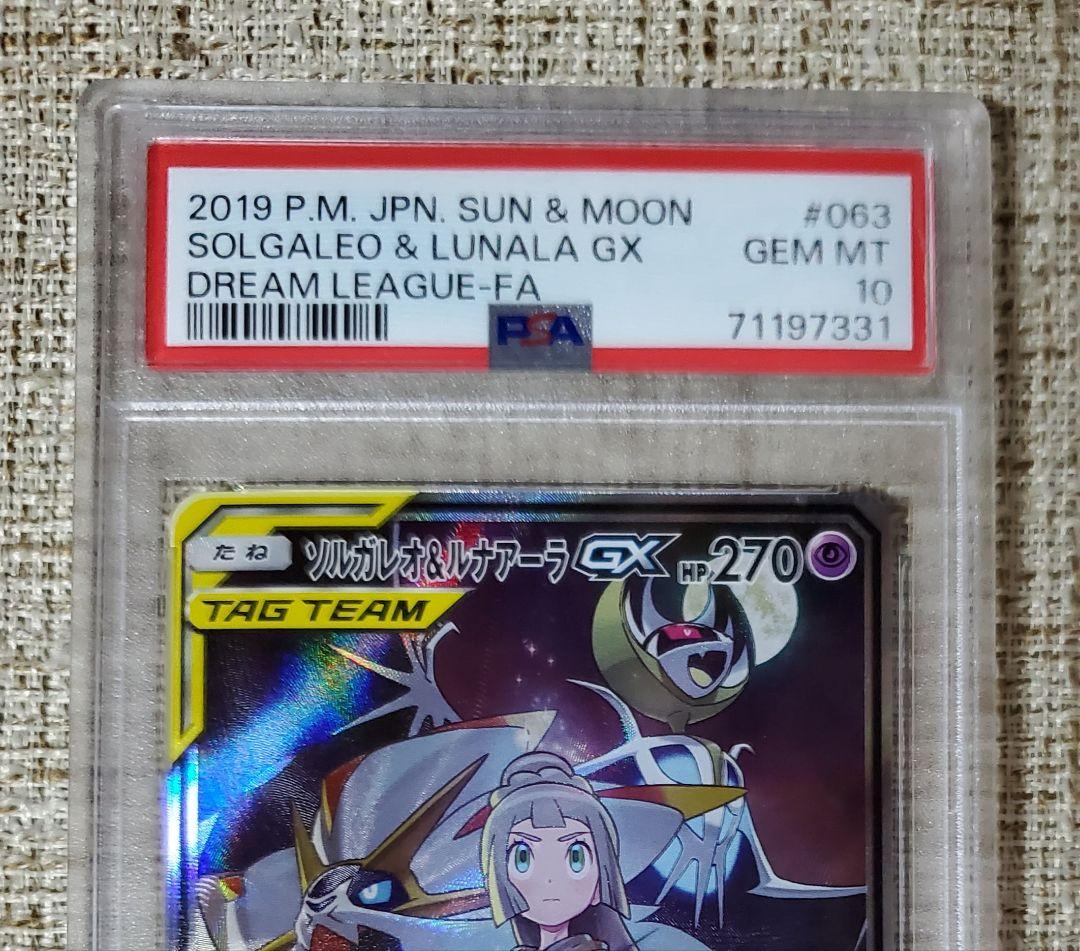 2019 P.M. JPN. SUN & MOON #063
SOLGALEO & LUNALA GX GEM MT
DREAM LEAGUE-FA 10
PSA 71197331
たね ソルガレオ&ルナアーラ GX HP 270
TAG TEAM